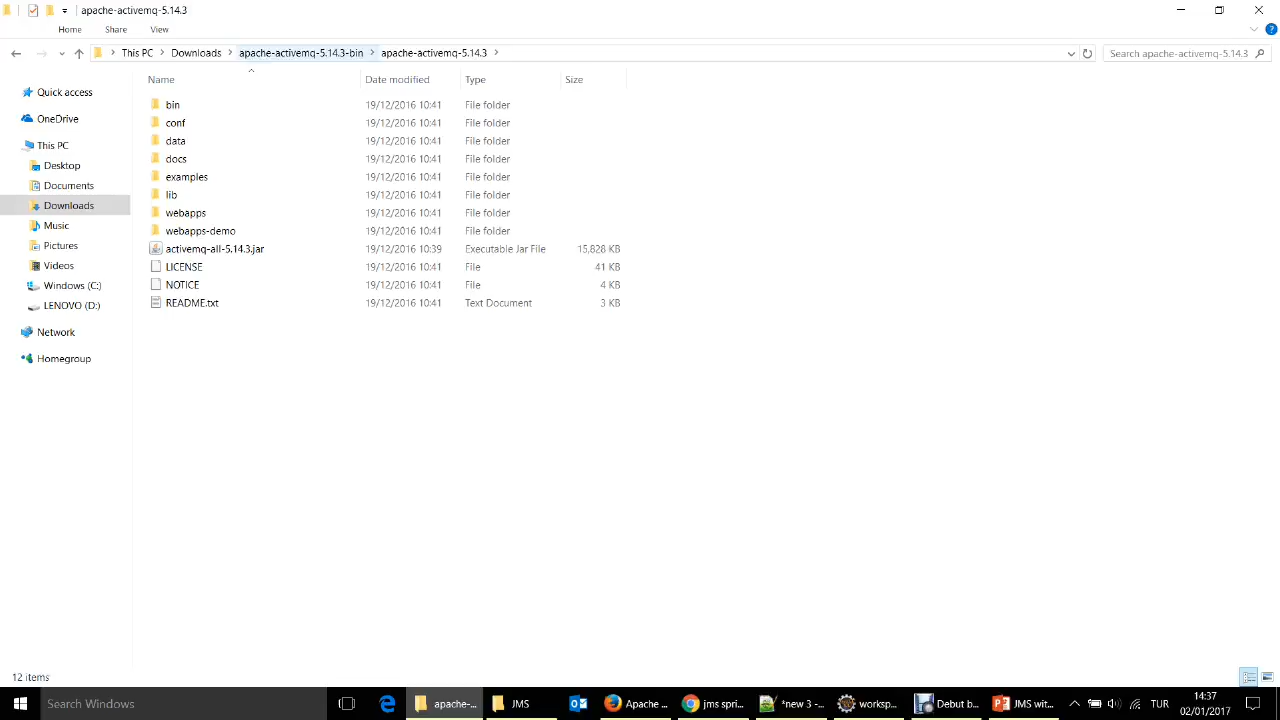 apache-activemq-5.14.3
Home Share View
This PC Downloads apache-activemq-5.14.3-bin apache-activemq-5.14.3 Search apache-activemq-5.14.3
Name Date modified Type Size
Quick access
OneDrive
This PC
Desktop
Documents
Downloads
Music
Pictures
Videos
Windows (C:)
LENOVO (D:)
Network
Homegroup
bin 19/12/2016 10:41 File folder
conf 19/12/2016 10:41 File folder
data 19/12/2016 10:41 File folder
docs 19/12/2016 10:41 File folder
examples 19/12/2016 10:41 File folder
lib 19/12/2016 10:41 File folder
webapps 19/12/2016 10:41 File folder
webapps-demo 19/12/2016 10:41 File folder
activemq-all-5.14.3.jar 19/12/2016 10:39 Executable Jar File 15,828 KB
LICENSE 19/12/2016 10:41 File 41 KB
NOTICE 19/12/2016 10:41 File 4 KB
README.txt 19/12/2016 10:41 Text Document 3 KB
12 items
Search Windows apache-... JMS Apache ... jms spri... *new 3 -... worksp... Debut b... JMS wit... TUR 14:37
02/01/2017